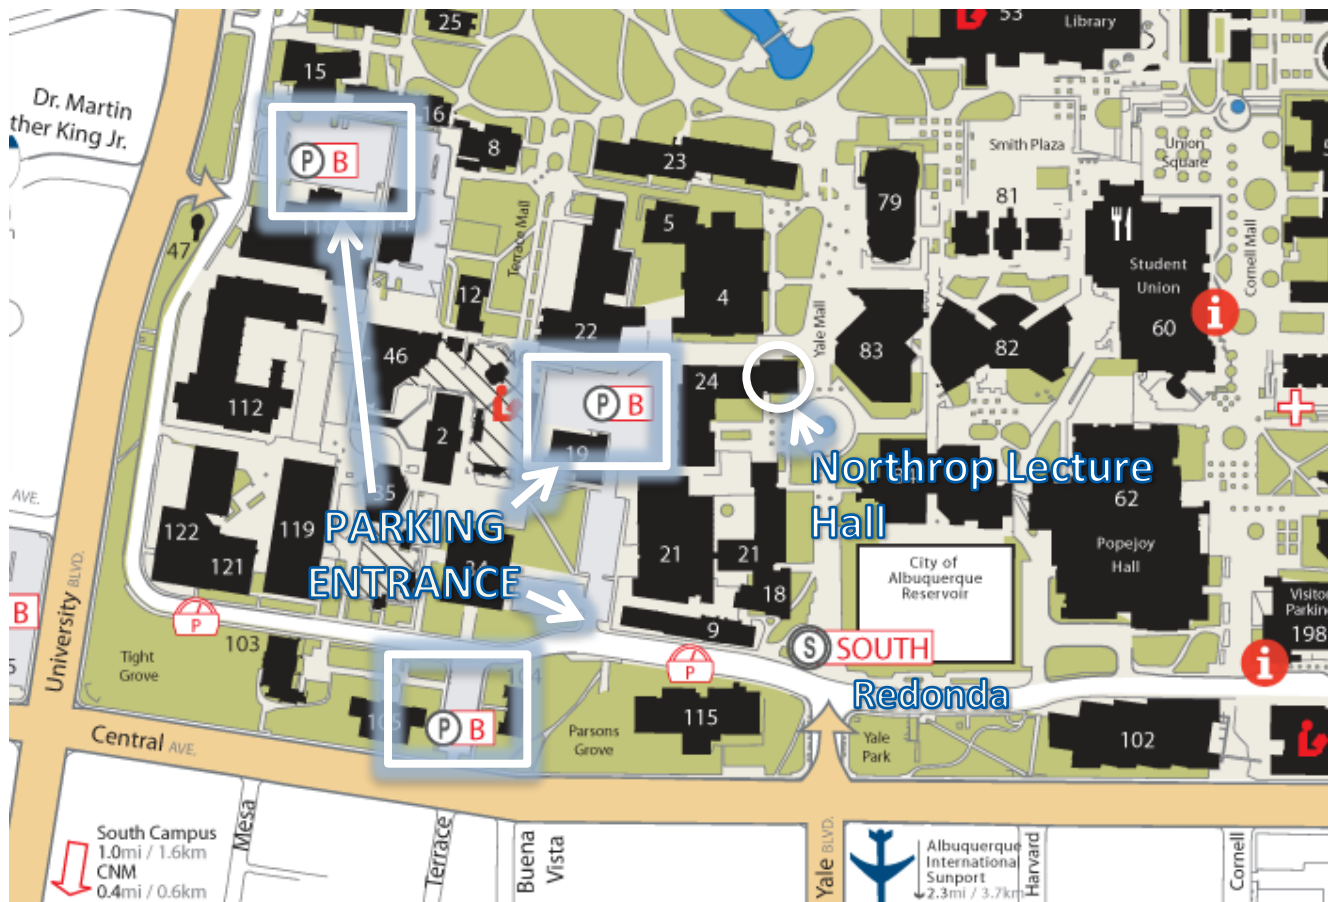 25
53
Library
15
Dr. Martin
ther King Jr.
16
8
23
P B
Smith Plaza
Union
Square
79
81
5
47
Terrace Mall
Cornell Mall
Student
Union
60
12
4
22
Yale Mall
46
83
82
24
P B
112
2
19
Northrop Lecture
Hall
35
PARKING
ENTRANCE
AVE.
122
119
121
62
Popejoy
Hall
21
21
City of
Albuquerque
Reservoir
18
B
University BLVD.
P
103
9
Visito
Parkin
198
S SOUTH
P
Tight
Grove
Redonda
105
P B
115
Parsons
Grove
Yale
Park
102
Central AVE.
South Campus
1.0mi / 1.6km
CNM
0.4mi / 0.6km
Mesa
Terrace
Buena
Vista
Yale BLVD.
Albuquerque
International
Sunport
2.3mi / 3.7km
Harvard
Cornell